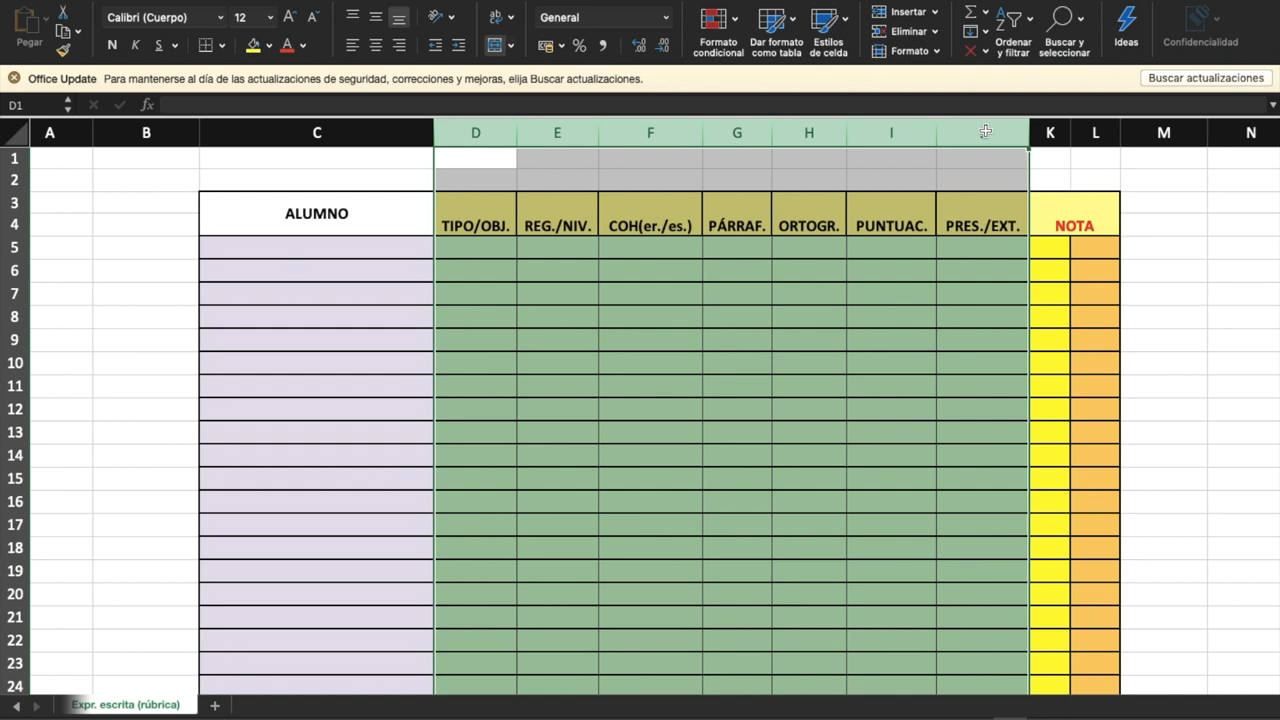 Calibri (Cuerpo) 12 General Insertar
Pegar Eliminar
N K S Formato condicional Dar formato como tabla Estilos de celda Formato Ordenar y filtrar Buscar y seleccionar Ideas Confidencialidad
Office Update Para mantenerse al día de las actualizaciones de seguridad, correcciones y mejoras, elija Buscar actualizaciones. Buscar actualizaciones
D1 fx
A B C D E F G H I K L M N
1
2
3 ALUMNO
4 TIPO/OBJ. REG./NIV. COH(er./es.) PÁRRAF. ORTOGR. PUNTUAC. PRES./EXT. NOTA
5
6
7
8
9
10
11
12
13
14
15
16
17
18
19
20
21
22
23
24
Expr. escrita (rúbrica) +